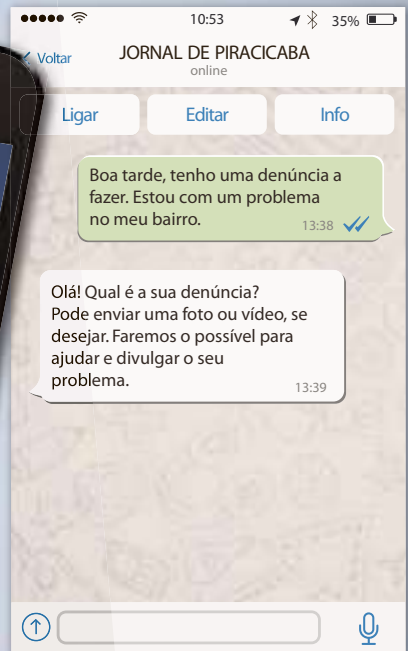 10:53
35%
Voltar
JORNAL DE PIRACICABA
online
Ligar
Editar
Info
Boa tarde, tenho uma denúncia a
fazer. Estou com um problema
no meu bairro.
13:38
Olá! Qual é a sua denúncia?
Pode enviar uma foto ou vídeo, se
desejar. Faremos o possível para
ajudar e divulgar o seu
problema.
13:39